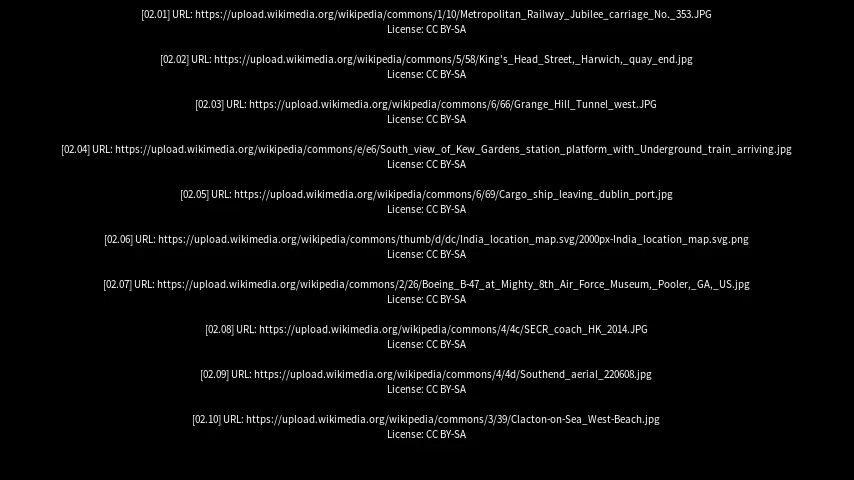 [02.01] URL: https://upload.wikimedia.org/wikipedia/commons/1/10/Metropolitan_Railway_Jubilee_carriage_No._353.JPG
License: CC BY-SA
[02.02] URL: https://upload.wikimedia.org/wikipedia/commons/5/58/King's_Head_Street,_Harwich,_quay_end.jpg
License: CC BY-SA
[02.03] URL: https://upload.wikimedia.org/wikipedia/commons/6/66/Grange_Hill_Tunnel_west.JPG
License: CC BY-SA
[02.04] URL: https://upload.wikimedia.org/wikipedia/commons/e/e6/South_view_of_Kew_Gardens_station_platform_with_Underground_train_arriving.jpg
License: CC BY-SA
[02.05] URL: https://upload.wikimedia.org/wikipedia/commons/6/69/Cargo_ship_leaving_dublin_port.jpg
License: CC BY-SA
[02.06] URL: https://upload.wikimedia.org/wikipedia/commons/thumb/d/dc/India_location_map.svg/2000px-India_location_map.svg.png
License: CC BY-SA
[02.07] URL: https://upload.wikimedia.org/wikipedia/commons/2/26/Boeing_B-47_at_Mighty_8th_Air_Force_Museum,_Pooler,_GA,_US.jpg
License: CC BY-SA
[02.08] URL: https://upload.wikimedia.org/wikipedia/commons/4/4c/SECR_coach_HK_2014.JPG
License: CC BY-SA
[02.09] URL: https://upload.wikimedia.org/wikipedia/commons/4/4d/Southend_aerial_220608.jpg
License: CC BY-SA
[02.10] URL: https://upload.wikimedia.org/wikipedia/commons/3/39/Clacton-on-Sea_West-Beach.jpg
License: CC BY-SA